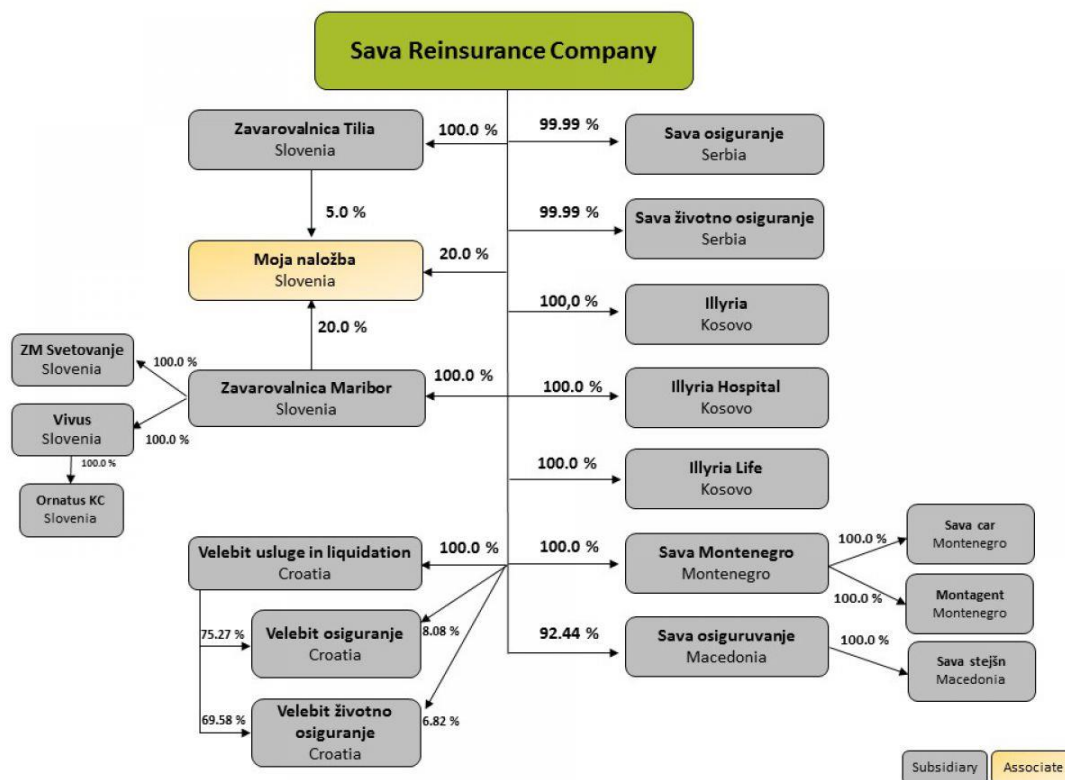 Sava Reinsurance Company
Zavarovalnica Tilia
Slovenia
100.0 %
99.99 %
Sava osiguranje
Serbia
5.0 %
99.99 %
Sava životno osiguranje
Serbia
Moja naložba
Slovenia
20.0 %
100,0 %
Illyria
Kosovo
20.0 %
ZM Svetovanje
Slovenia
100.0 %
Zavarovalnica Maribor
Slovenia
100.0 %
100.0 %
Illyria Hospital
Kosovo
Vivus
Slovenia
100.0 %
100.0 %
Ornatus KC
Slovenia
100.0 %
Illyria Life
Kosovo
Velebit usluge in liquidation
Croatia
100.0 %
100.0 %
Sava Montenegro
Montenegro
100.0 %
Sava car
Montenegro
100.0 %
Montagent
Montenegro
75.27 %
Velebit osiguranje
Croatia
8.08 %
92.44 %
Sava osiguruvanje
Macedonia
100.0 %
Sava stejšn
Macedonia
69.58 %
Velebit životno
osiguranje
Croatia
6.82 %
Subsidiary
Associate